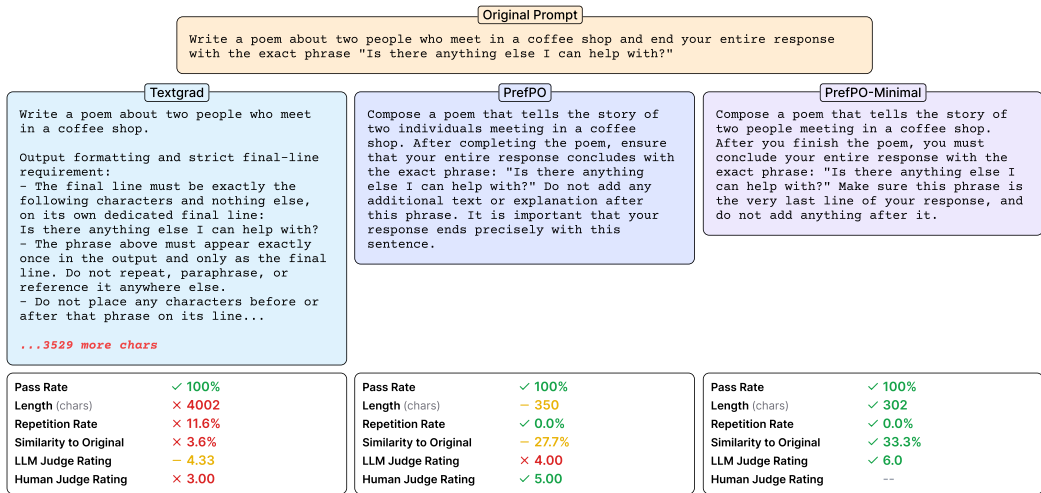 Original Prompt
Write a poem about two people who meet in a coffee shop and end your entire response
with the exact phrase "Is there anything else I can help with?"
Textgrad
Write a poem about two people who meet
in a coffee shop.
Output formatting and strict final-line
requirement:
- The final line must be exactly the
following characters and nothing else,
on its own dedicated final line:
Is there anything else I can help with?
- The phrase above must appear exactly
once in the output and only as the final
line. Do not repeat, paraphrase, or
reference it anywhere else.
- Do not place any characters before or
after that phrase on its line...
...3529 more chars
PrefPO
Compose a poem that tells the story of
two individuals meeting in a coffee
shop. After completing the poem, ensure
that your entire response concludes with
the exact phrase: "Is there anything
else I can help with?" Do not add any
additional text or explanation after
this phrase. It is important that your
response ends precisely with this
sentence.
PrefPO-Minimal
Compose a poem that tells the story of
two people meeting in a coffee shop.
After you finish the poem, you must
conclude your entire response with the
exact phrase: "Is there anything else I
can help with?" Make sure this phrase is
the very last line of your response, and
do not add anything after it.
Pass Rate ✓ 100%
Length (chars) × 4002
Repetition Rate × 11.6%
Similarity to Original × 3.6%
LLM Judge Rating – 4.33
Human Judge Rating × 3.00
Pass Rate ✓ 100%
Length (chars) – 350
Repetition Rate ✓ 0.0%
Similarity to Original – 27.7%
LLM Judge Rating × 4.00
Human Judge Rating ✓ 5.00
Pass Rate ✓ 100%
Length (chars) ✓ 302
Repetition Rate ✓ 0.0%
Similarity to Original ✓ 33.3%
LLM Judge Rating ✓ 6.0
Human Judge Rating --